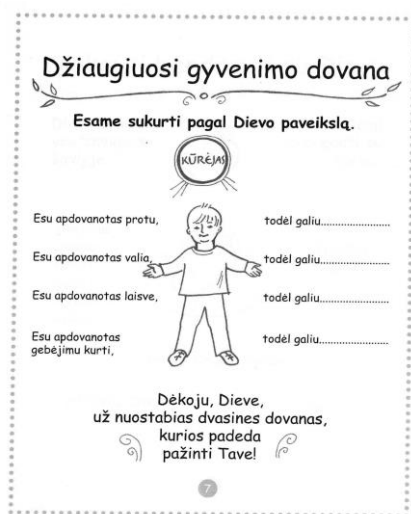 Džiaugiuosi gyvenimo dovana
Esame sukurti pagal Dievo paveikslą.
KŪRĖJAS
Esu apdovanotas protu, todėl galiu......................
Esu apdovanotas valia, todėl galiu......................
Esu apdovanotas laisve, todėl galiu......................
Esu apdovanotas
gebėjimu kurti, todėl galiu......................
Dėkoju, Dieve,
už nuostabias dvasines dovanas,
kurios padeda
pažinti Tave!
7